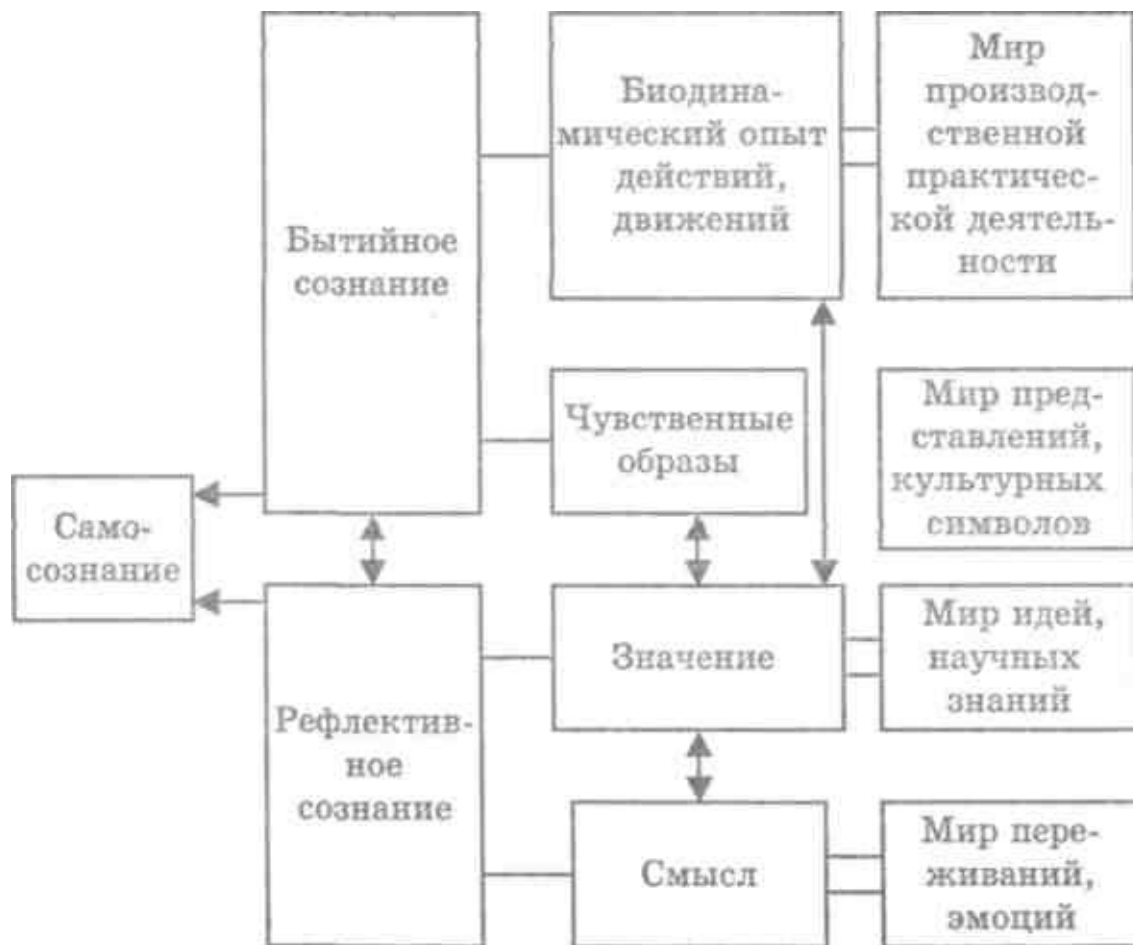 Биодина-
мический опыт
действий,
движений
Мир
производ-
ственной
практичес-
кой деятель-
ности
Бытийное
сознание
Чувственные
образы
Мир пред-
ставлений,
культурных
символов
Само-
сознание
Значение
Мир идей,
научных
знаний
Рефлектив-
ное
сознание
Смысл
Мир пере-
живаний,
эмоций